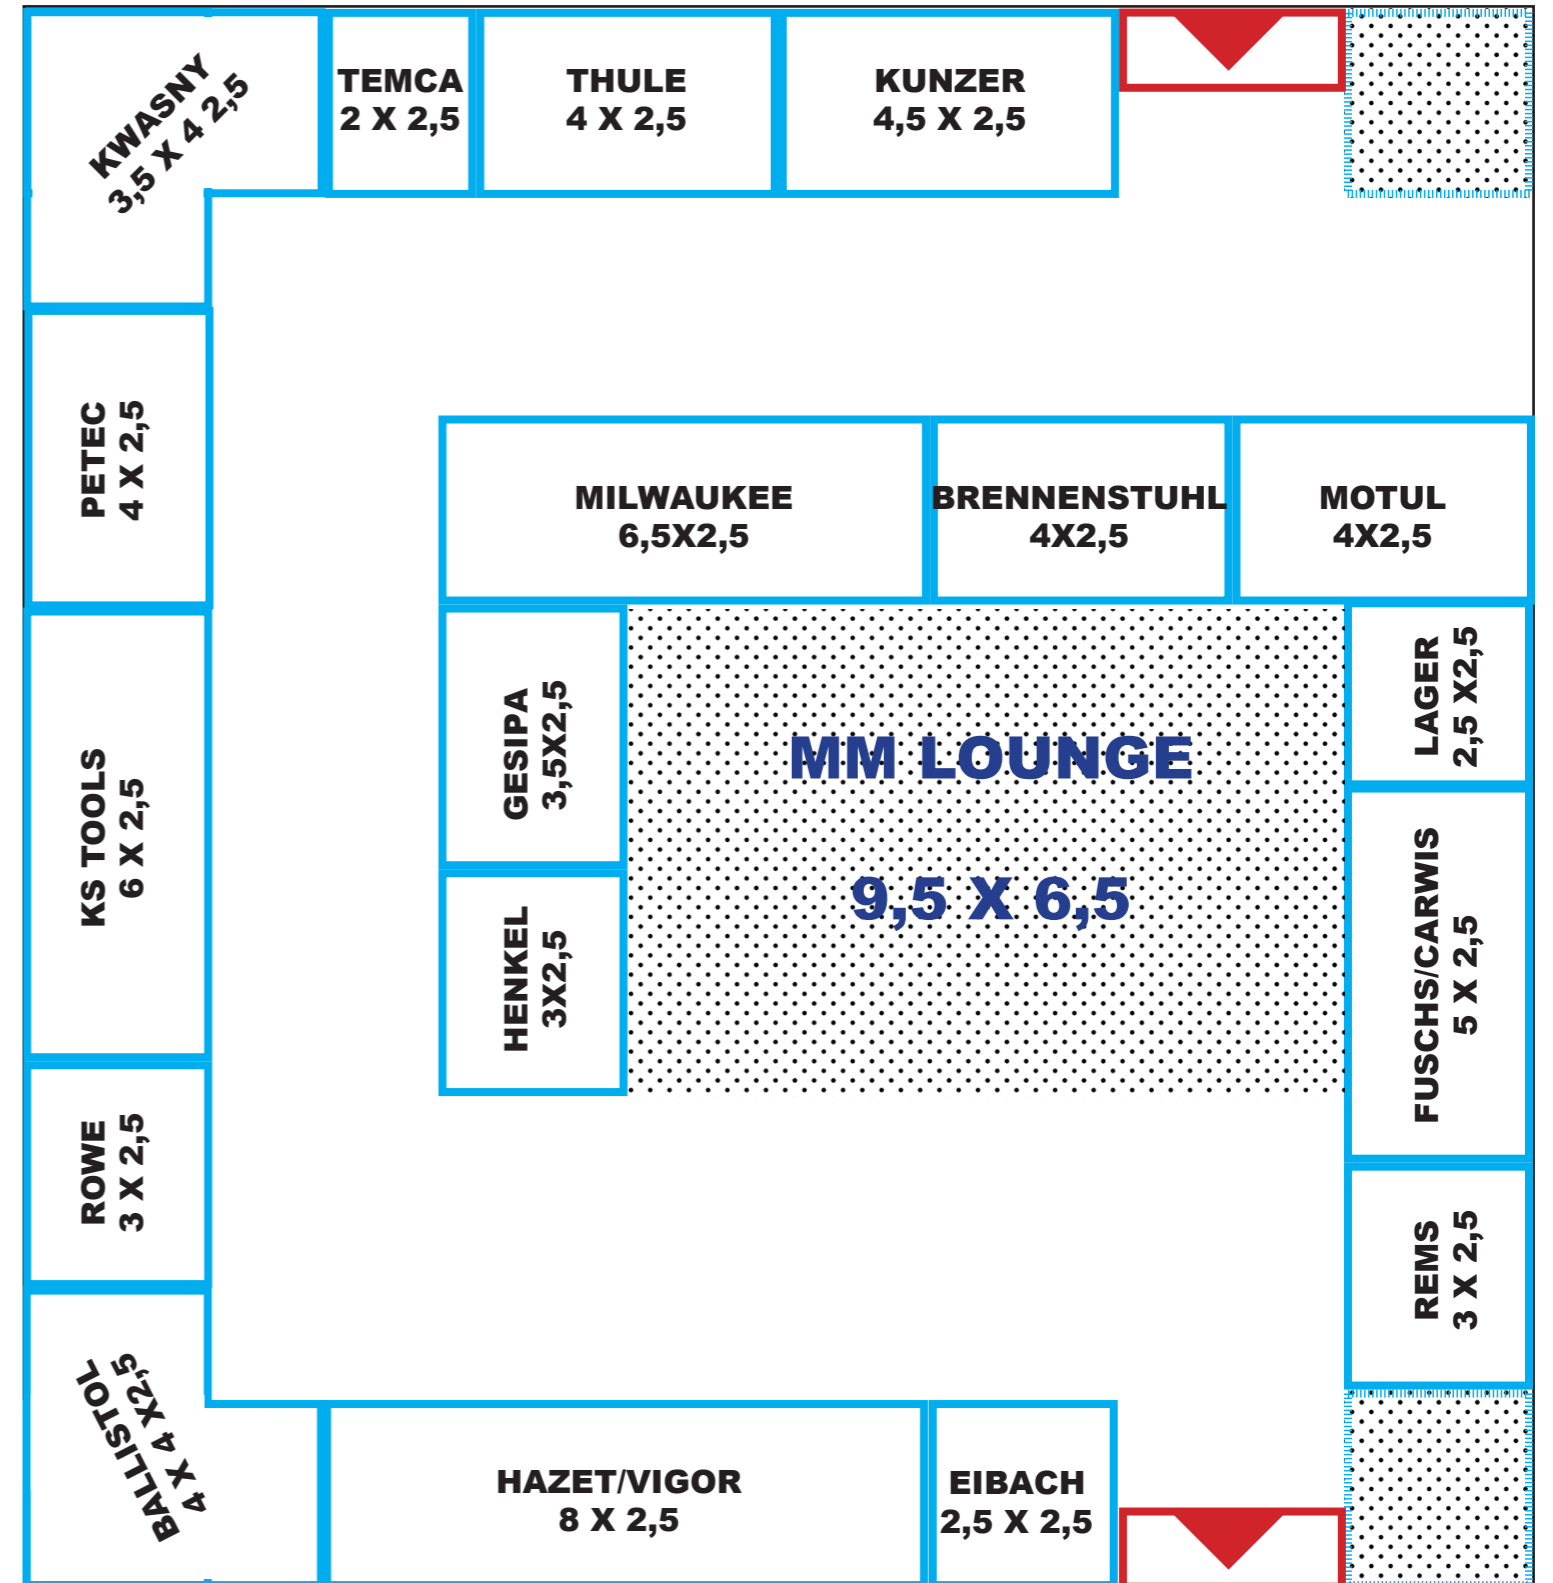 KWASNY
3,5 X 4 2,5
TEMCA
2 X 2,5
THULE
4 X 2,5
KUNZER
4,5 X 2,5
PETEC
4 X 2,5
MILWAUKEE
6,5X2,5
BRENNENSTUHL
4X2,5
MOTUL
4X2,5
KS TOOLS
6 X 2,5
GESIPA
3,5X2,5
MM LOUNGE
9,5 X 6,5
LAGER
2,5 X2,5
HENKEL
3X2,5
FUSCHS/CARWIS
5 X 2,5
ROWE
3 X 2,5
REMS
3 X 2,5
BALLISTOL
4 X 4 X2,5
HAZET/VIGOR
8 X 2,5
EIBACH
2,5 X 2,5